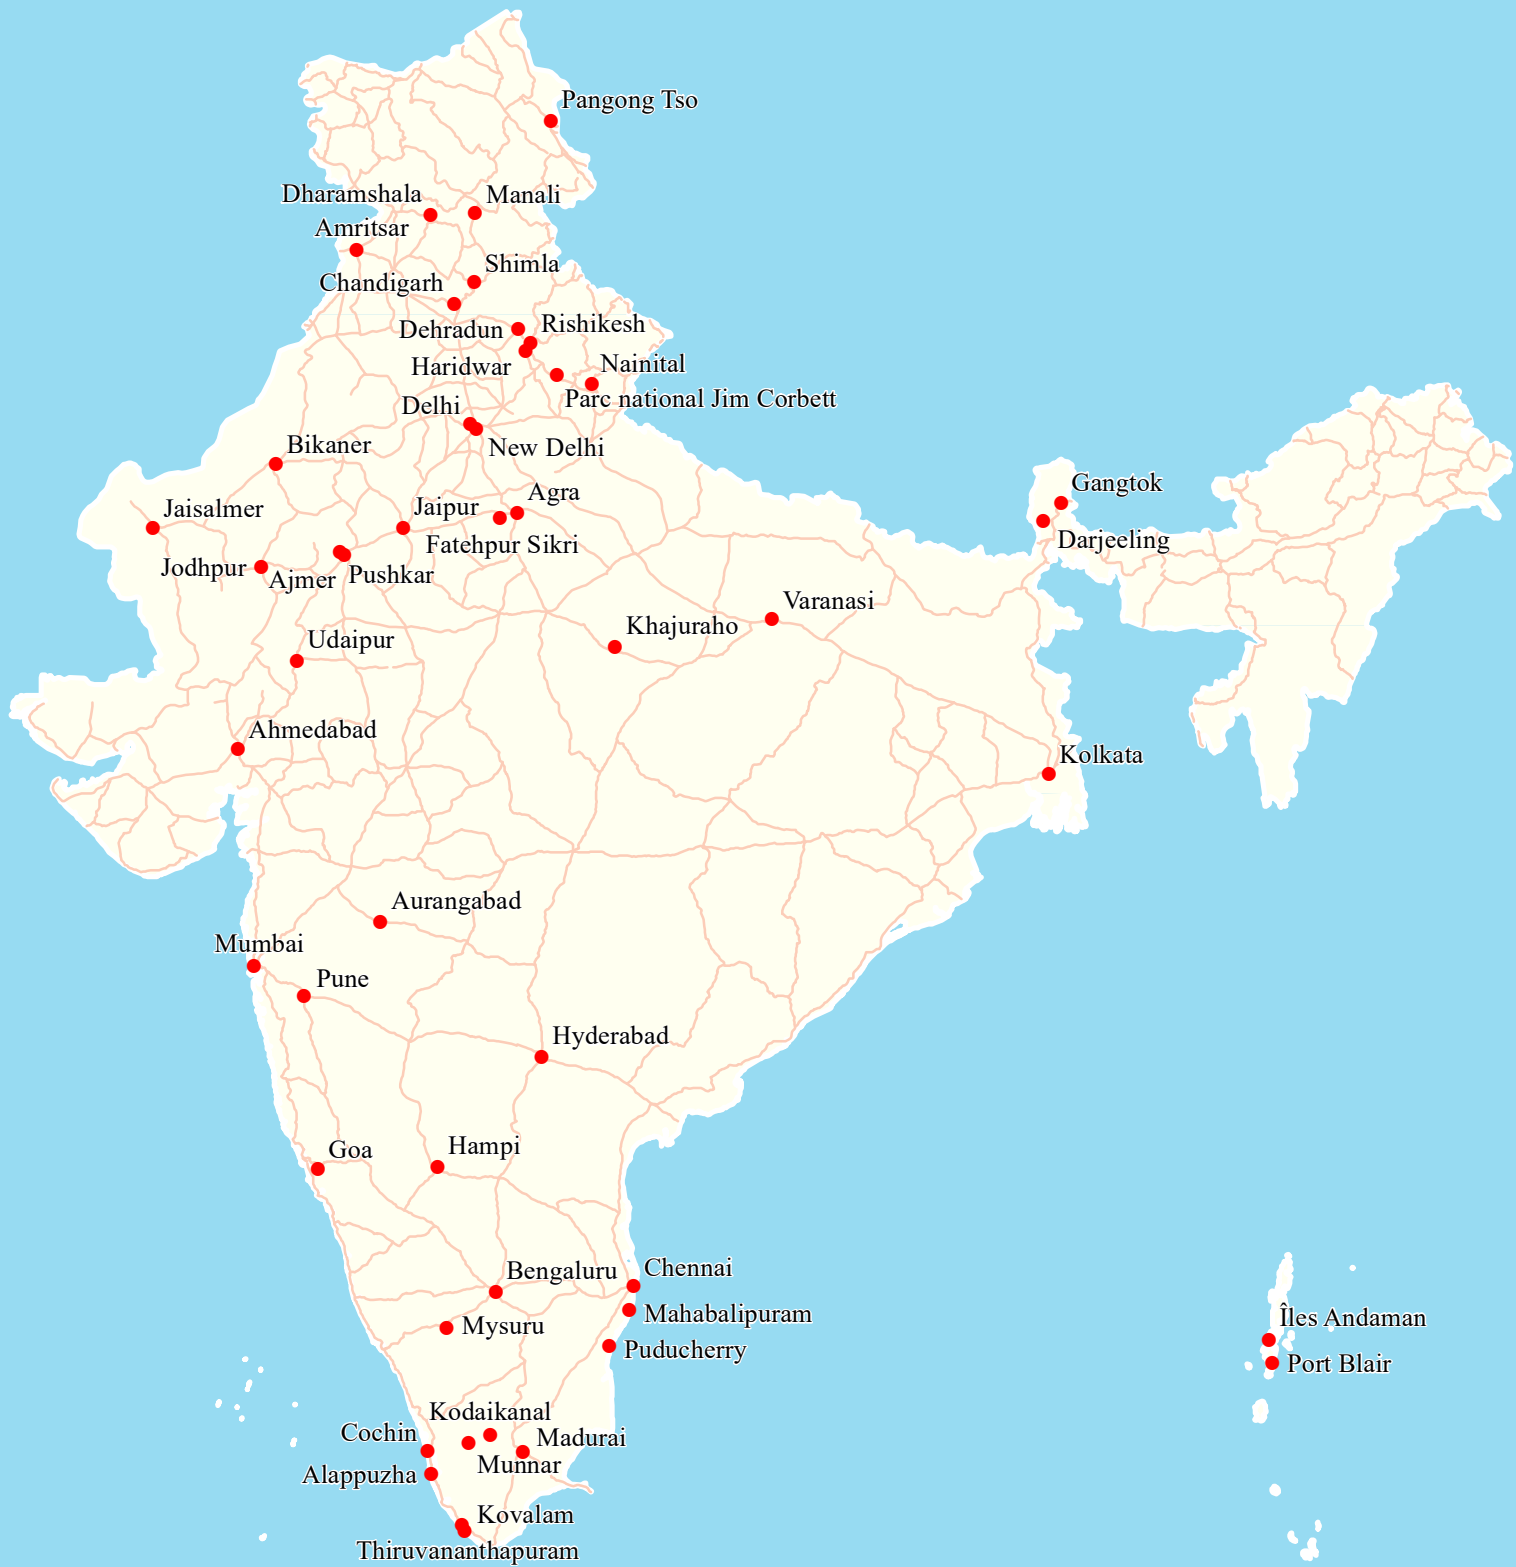 Pangong Tso
Dharamshala
Manali
Amritsar
Shimla
Chandigarh
Dehradun
Rishikesh
Haridwar
Nainital
Parc national Jim Corbett
Delhi
New Delhi
Bikaner
Gangtok
Agra
Jaipur
Jaisalmer
Darjeeling
Fatehpur Sikri
Jodhpur
Ajmer
Pushkar
Varanasi
Khajuraho
Udaipur
Ahmedabad
Kolkata
Aurangabad
Mumbai
Pune
Hyderabad
Hampi
Goa
Chennai
Bengaluru
Mahabalipuram
Îles Andaman
Mysuru
Puducherry
Port Blair
Kodaikanal
Cochin
Madurai
Munnar
Alappuzha
Kovalam
Thiruvananthapuram